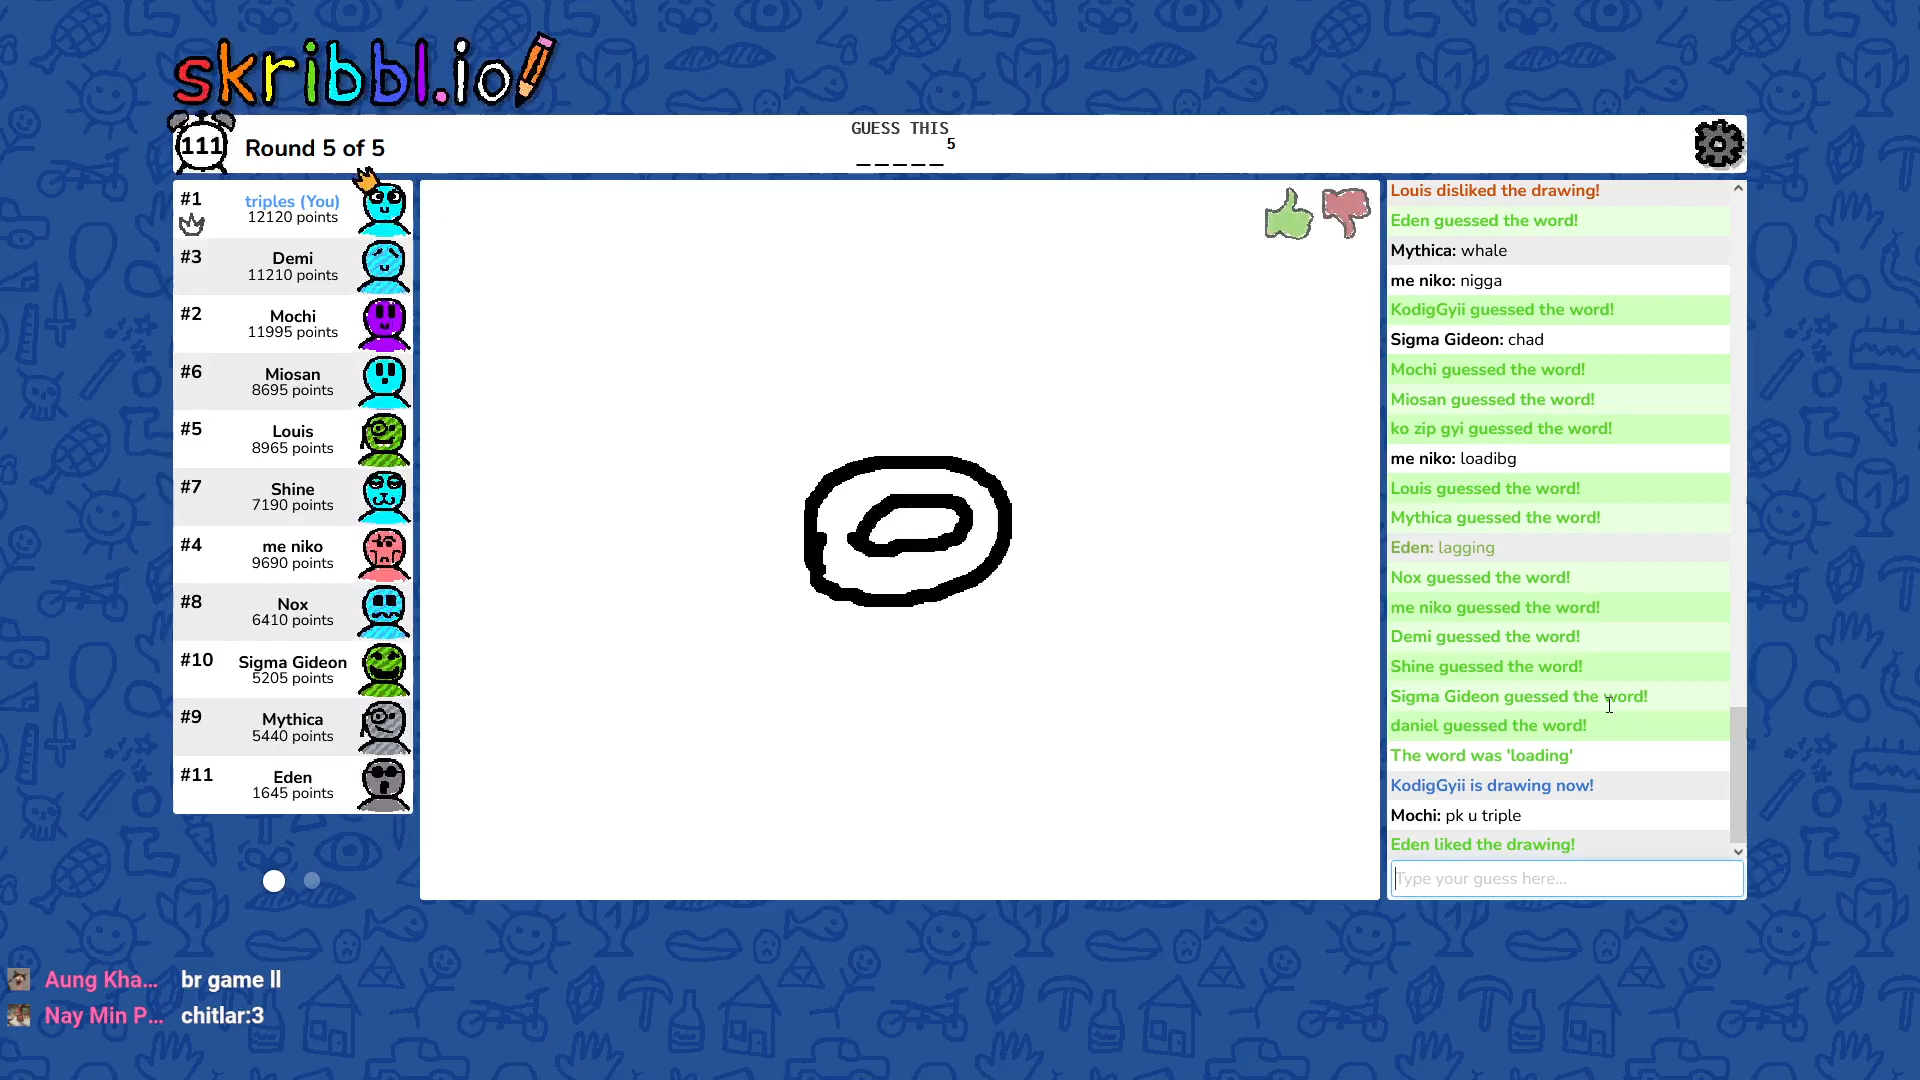 skribbl.io
111
Round 5 of 5
GUESS THIS
5
_ _ _ _ _
#1
triples (You)
12120 points
#3
Demi
11210 points
#2
Mochi
11995 points
#6
Miosan
8695 points
#5
Louis
8965 points
#7
Shine
7190 points
#4
me niko
9690 points
#8
Nox
6410 points
#10
Sigma Gideon
5205 points
#9
Mythica
5440 points
#11
Eden
1645 points
Louis disliked the drawing!
Eden guessed the word!
Mythica: whale
me niko: nigga
KodigGyii guessed the word!
Sigma Gideon: chad
Mochi guessed the word!
Miosan guessed the word!
ko zip gyi guessed the word!
me niko: loadibg
Louis guessed the word!
Mythica guessed the word!
Eden: lagging
Nox guessed the word!
me niko guessed the word!
Demi guessed the word!
Shine guessed the word!
Sigma Gideon guessed the word!
daniel guessed the word!
The word was 'loading'
KodigGyii is drawing now!
Mochi: pk u triple
Eden liked the drawing!
Type your guess here...
Aung Kha... br game ll
Nay Min P... chitlar:3